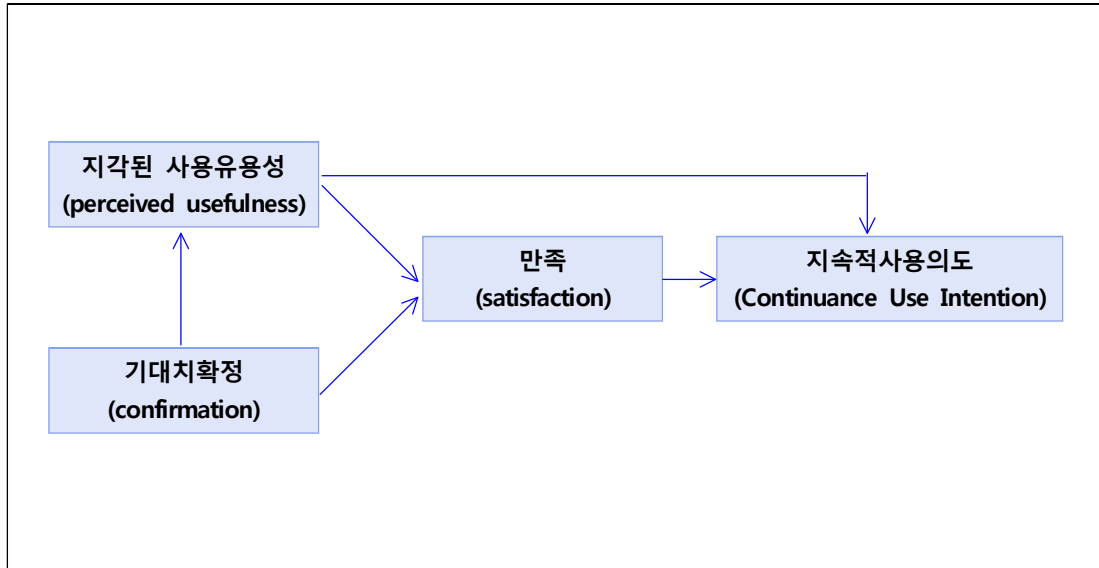 지각된 사용유용성
(perceived usefulness)
만족
(satisfaction)
지속적사용의도
(Continuance Use Intention)
기대치확정
(confirmation)